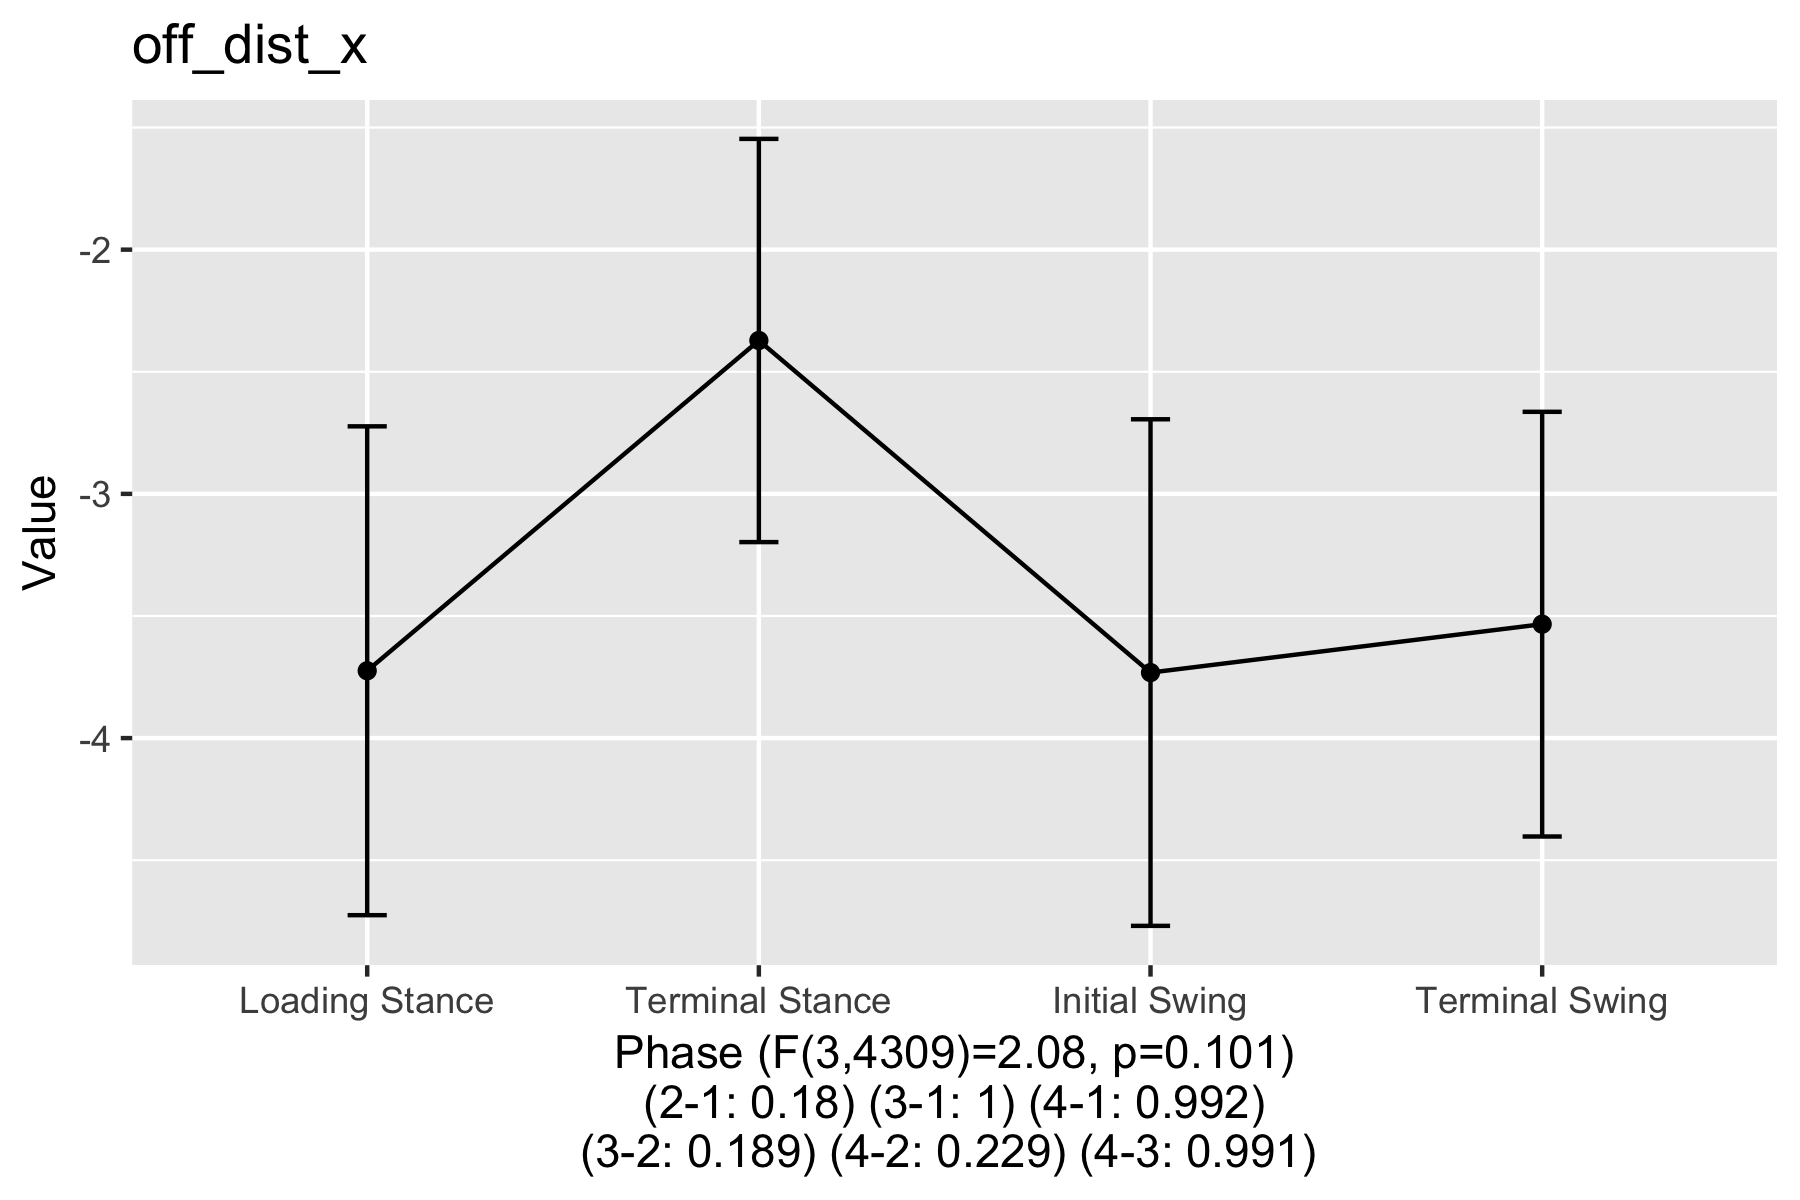 off_dist_x
Value
-2
-3
-4
Loading Stance Terminal Stance Initial Swing Terminal Swing
Phase (F(3,4309)=2.08, p=0.101)
(2-1: 0.18) (3-1: 1) (4-1: 0.992)
(3-2: 0.189) (4-2: 0.229) (4-3: 0.991)